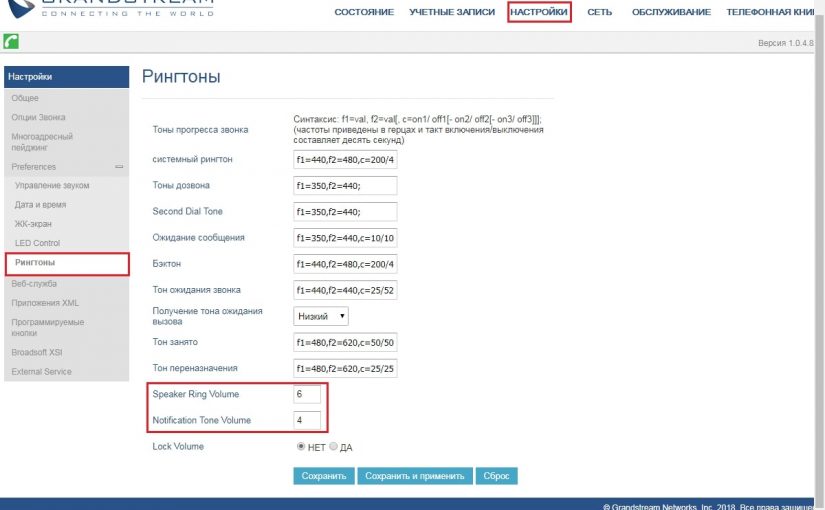 GRANDSTREAM
CONNECTING THE WORLD
СОСТОЯНИЕ УЧЕТНЫЕ ЗАПИСИ НАСТРОЙКИ СЕТЬ ОБСЛУЖИВАНИЕ ТЕЛЕФОННАЯ КНИ
Версия 1.0.4.8
Настройки
Общее
Опции Звонка
Многоадресный
пейджинг
Preferences
Управление звуком
Дата и время
ЖК-экран
LED Control
Рингтоны
Веб-служба
Приложения XML
Программируемые
кнопки
Broadsoft XSI
External Service
Рингтоны
Тоны прогресса звонка
Синтаксис: f1=val, f2=val[, c=on1/ off1[- on2/ off2[- on3/ off3]]];
(частоты приведены в герцах и такт включения/выключения
составляет десять секунд)
системный рингтон f1=440,f2=480,c=200/4
Тоны дозвона f1=350,f2=440;
Second Dial Tone f1=350,f2=440;
Ожидание сообщения f1=350,f2=440,c=10/10
Бэктон f1=440,f2=480,c=200/4
Тон ожидания звонка f1=440,f2=440,c=25/52
Получение тона ожидания
вызова Низкий
Тон занято f1=480,f2=620,c=50/50
Тон переназначения f1=480,f2=620,c=25/25
Speaker Ring Volume 6
Notification Tone Volume 4
Lock Volume НЕТ ДА
Сохранить Сохранить и применить Сброс
© Grandstream Networks, Inc. 2018. Все права защище